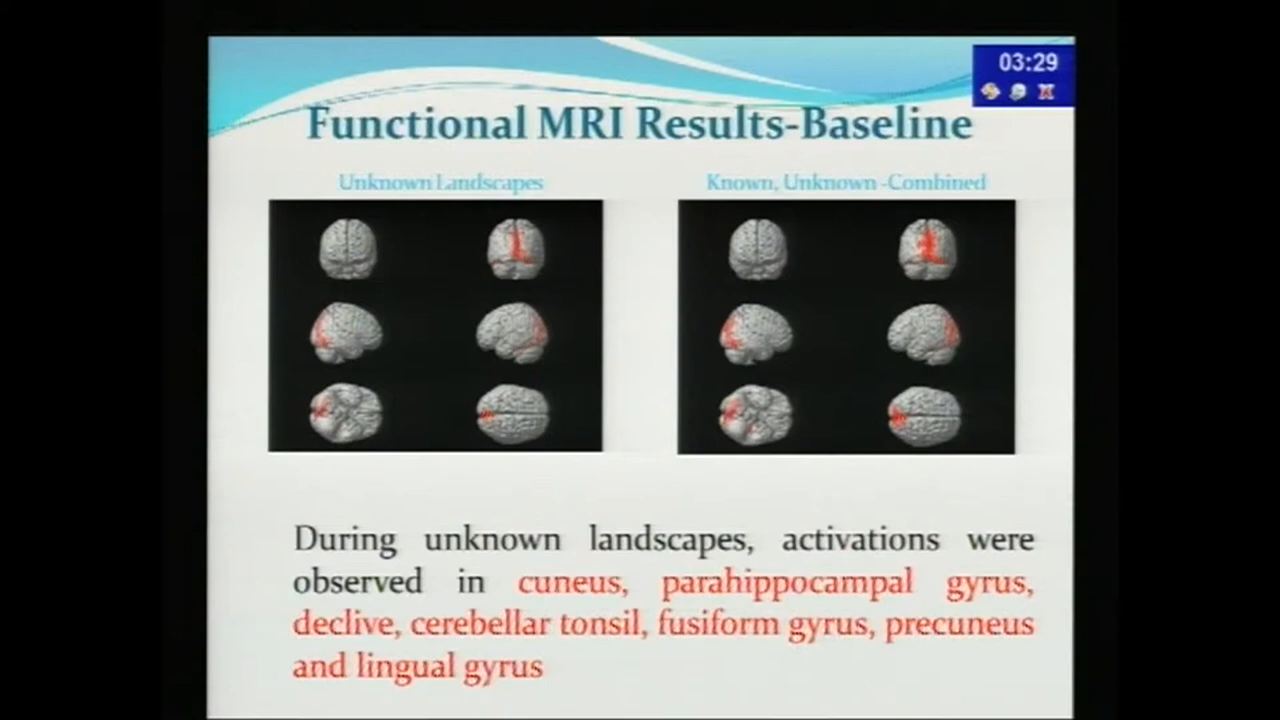 03:29
Functional MRI Results-Baseline
Unknown Landscapes
Known, Unknown -Combined
During unknown landscapes, activations were
observed in cuneus, parahippocampal gyrus,
declive, cerebellar tonsil, fusiform gyrus, precuneus
and lingual gyrus